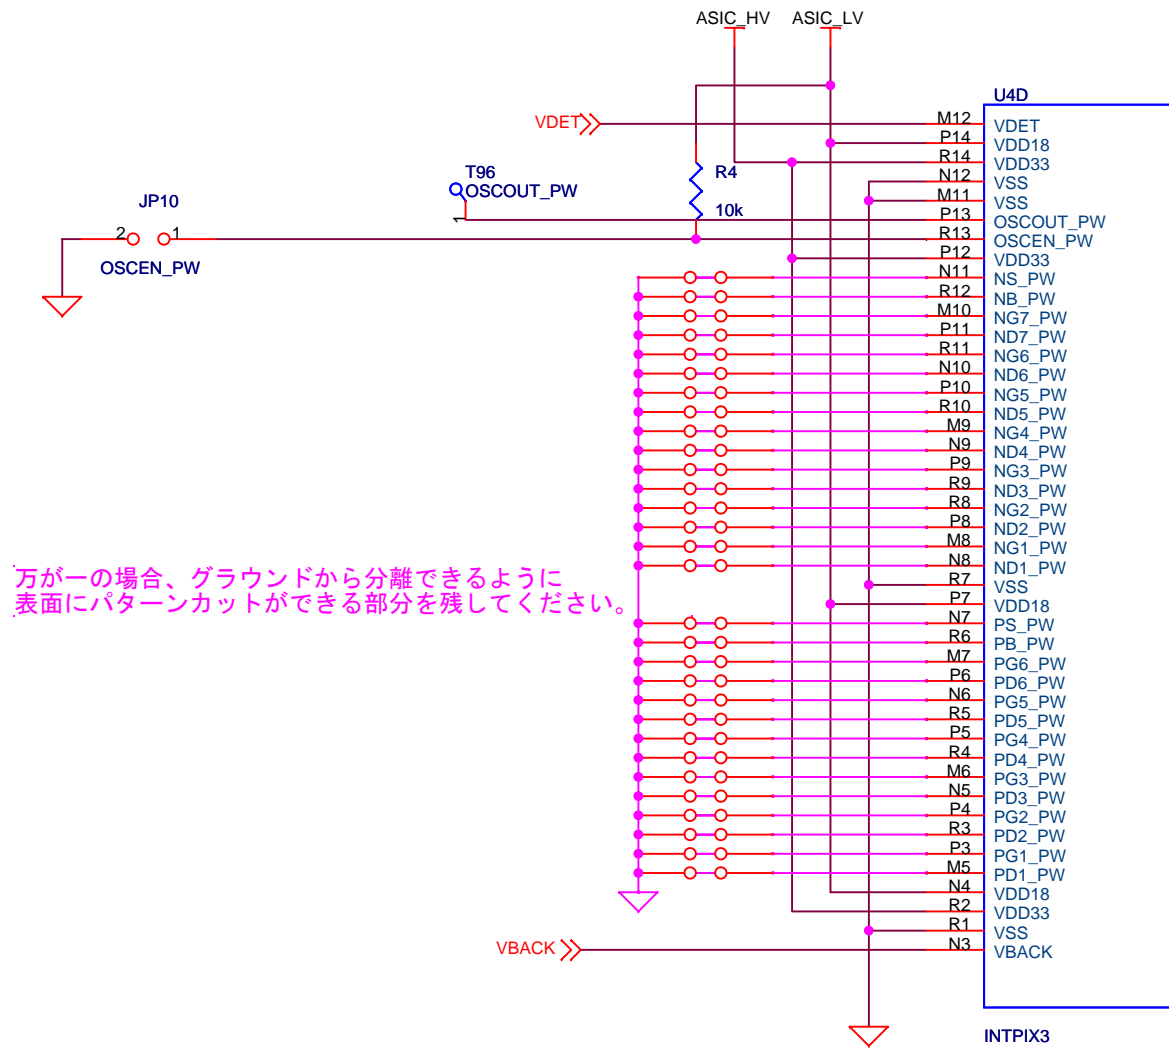 ASIC_HV ASIC_LV
U4D
VDET M12 VDET
P14 VDD18
R14 VDD33
T96 R4 N12 VSS
OSCOUT_PW M11 VSS
JP10 10k 1 P13 OSCOUT_PW
2 1 R13 OSCEN_PW
OSCEN_PW P12 VDD33
N11 NS_PW
R12 NB_PW
M10 NG7_PW
P11 ND7_PW
R11 NG6_PW
N10 ND6_PW
P10 NG5_PW
R10 ND5_PW
M9 NG4_PW
N9 ND4_PW
P9 NG3_PW
R9 ND3_PW
R8 NG2_PW
P8 ND2_PW
M8 NG1_PW
N8 ND1_PW
万が一の場合、グラウンドから分離できるように
表面にパターンカットができる部分を残してください。
R7 VSS
P7 VDD18
N7 PS_PW
R6 PB_PW
M7 PG6_PW
P6 PD6_PW
N6 PG5_PW
R5 PD5_PW
P5 PG4_PW
R4 PD4_PW
M6 PG3_PW
N5 PD3_PW
P4 PG2_PW
R3 PD2_PW
P3 PG1_PW
M5 PD1_PW
N4 VDD18
R2 VDD33
R1 VSS
VBACK N3 VBACK
INTPIX3